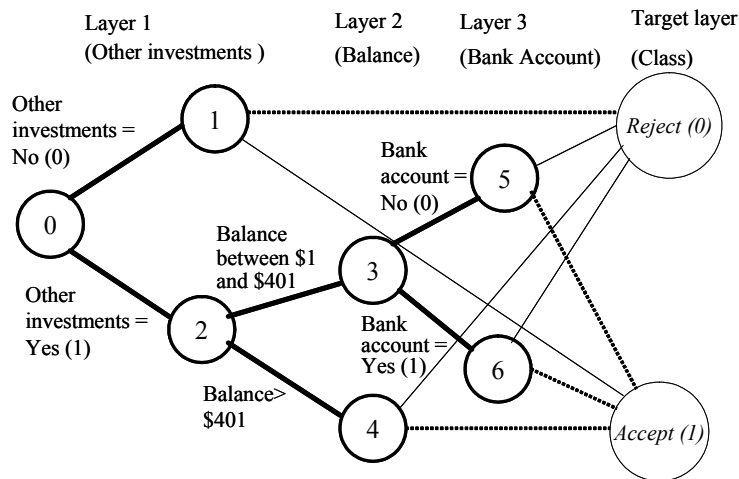 Layer 1
(Other investments )
Layer 2
(Balance)
Layer 3
(Bank Account)
Target layer
(Class)
Other
investments =
No (0)
1
Reject (0)
Bank
account =
No (0)
5
0
Balance
between $1
and $401
3
Other
investments =
Yes (1)
2
Bank
account =
Yes (1)
6
Balance>
$401
4
Accept (1)